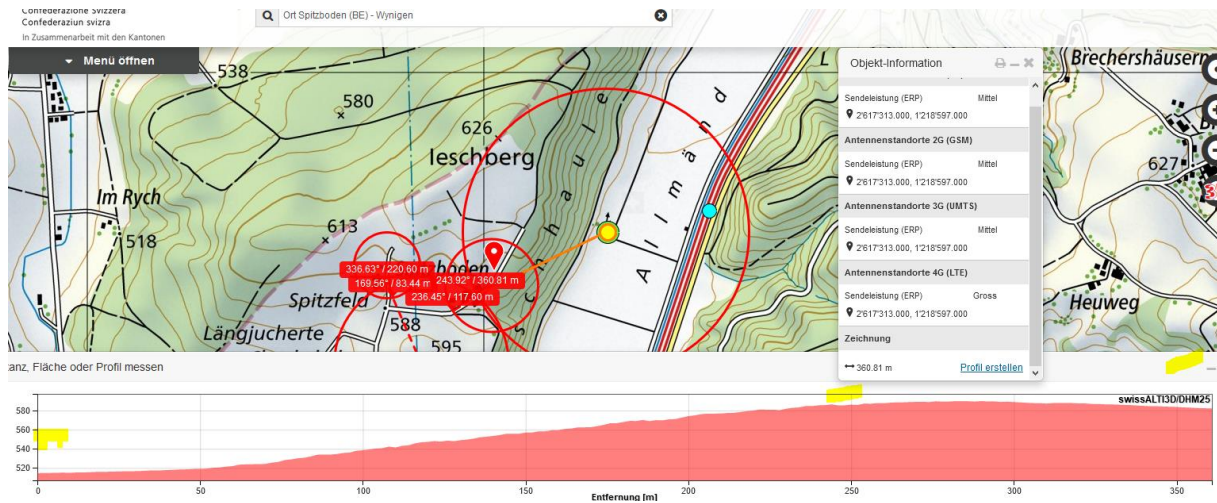 Confederazione Svizzera
Confederaziun svizra
In Zusammenarbeit mit den Kantonen
Ort Spitzboden (BE) - Wynigen
Menü öffnen
538
580
626
Ieschberg
Im Rych
518
613
Spitzfeld
588
Längjucherte
595
schhaule
Allmänd
Brechershäusern
627
Heuweg
336.63° / 220.60 m
169.56° / 83.44 m
243.92° / 360.81 m
236.45° / 117.60 m
Objekt-Information
Sendeleistung (ERP) Mittel
2'617'313.000, 1'218'597.000
Antennenstandorte 2G (GSM)
Sendeleistung (ERP) Mittel
2'617'313.000, 1'218'597.000
Antennenstandorte 3G (UMTS)
Sendeleistung (ERP) Mittel
2'617'313.000, 1'218'597.000
Antennenstandorte 4G (LTE)
Sendeleistung (ERP) Gross
2'617'313.000, 1'218'597.000
Zeichnung
360.81 m Profil erstellen
anz, Fläche oder Profil messen
swissALTI3D/DHM25
580
560
540
520
0 50 100 150 200 250 300 350
Entfernung [m]